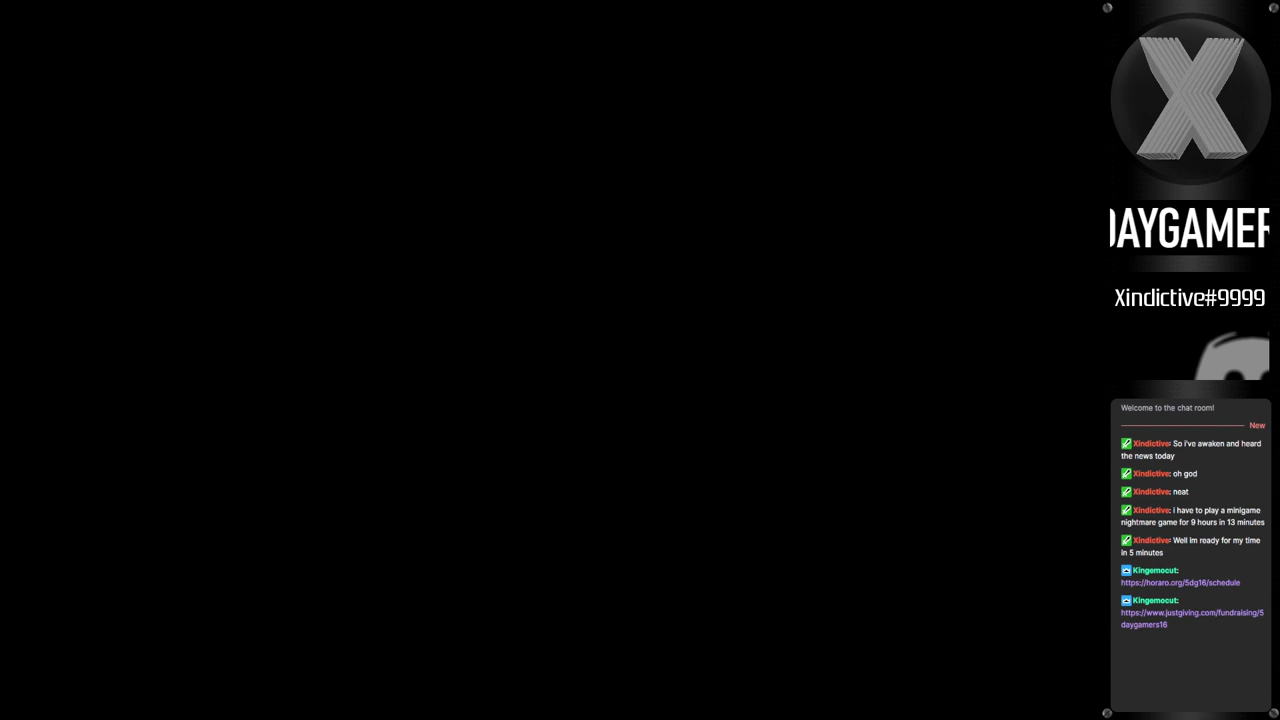 X
DAYGAMER
Xindictive#9999
Welcome to the chat room!
New
Xindictive: So i've awaken and heard
the news today
Xindictive: oh god
Xindictive: neat
Xindictive: i have to play a minigame
nightmare game for 9 hours in 13 minutes
Xindictive: Well im ready for my time
in 5 minutes
Kingemocut:
https://horaro.org/5dg16/schedule
Kingemocut:
https://www.justgiving.com/fundraising/5
daygamers16